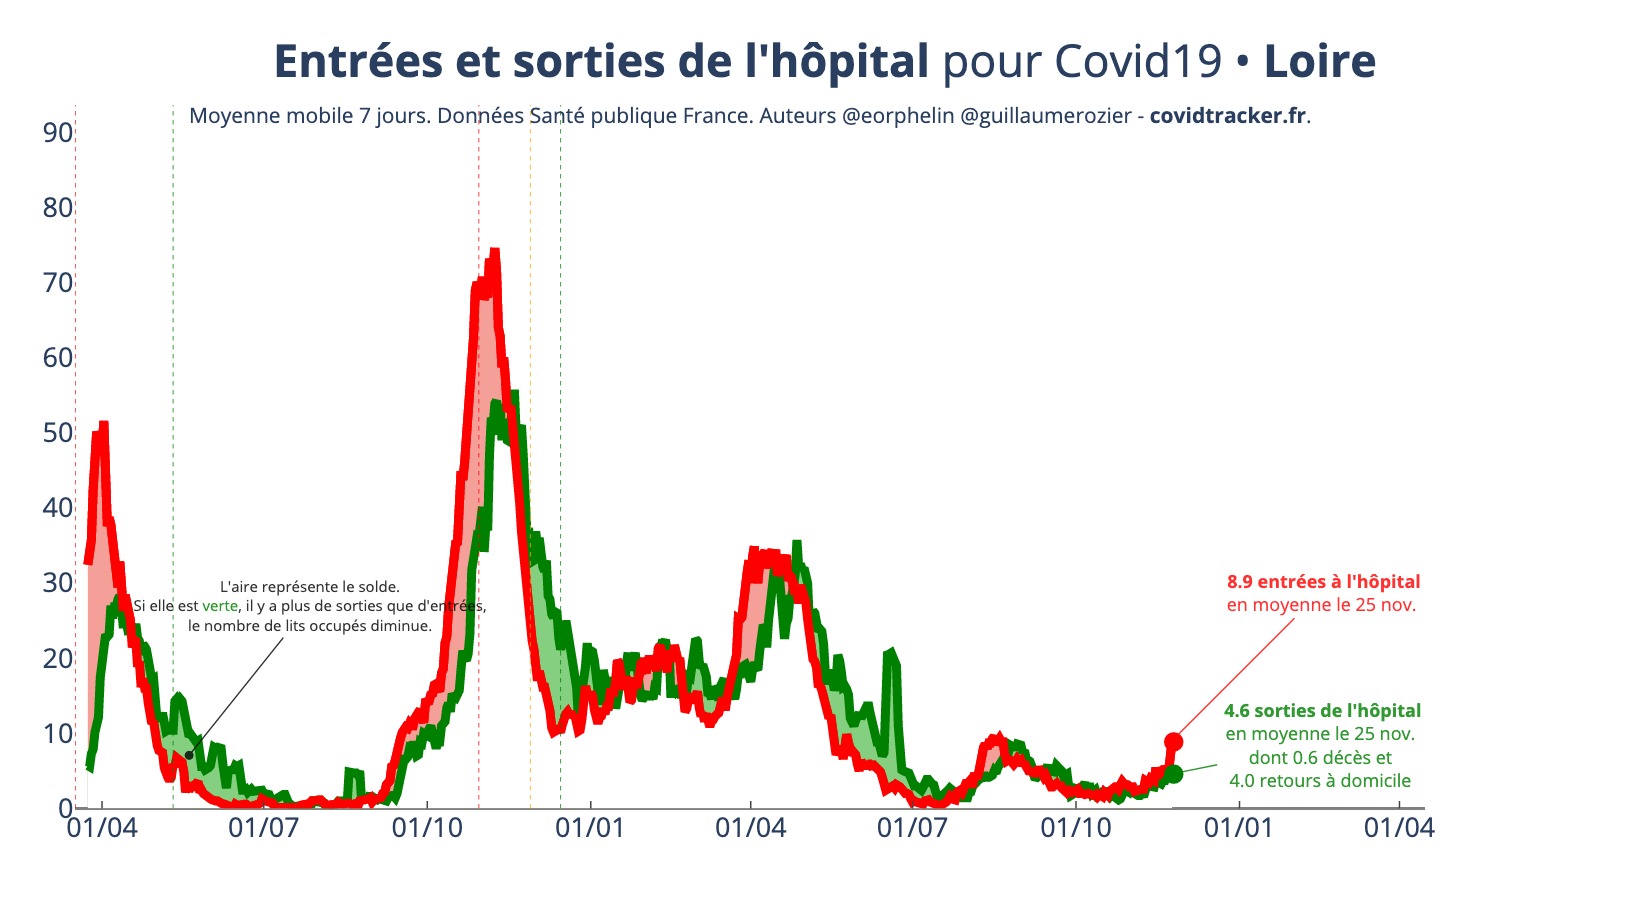 Entrées et sorties de l'hôpital pour Covid19 • Loire
Moyenne mobile 7 jours. Données Santé publique France. Auteurs @eorphelin @guillaumerozier - covidtracker.fr.
90
80
70
60
50
40
30
20
10
0
L'aire représente le solde.
Si elle est verte, il y a plus de sorties que d'entrées,
le nombre de lits occupés diminue.
8.9 entrées à l'hôpital
en moyenne le 25 nov.
4.6 sorties de l'hôpital
en moyenne le 25 nov.
dont 0.6 décès et
4.0 retours à domicile
01/04 01/07 01/10 01/01 01/04 01/07 01/10 01/01 01/04